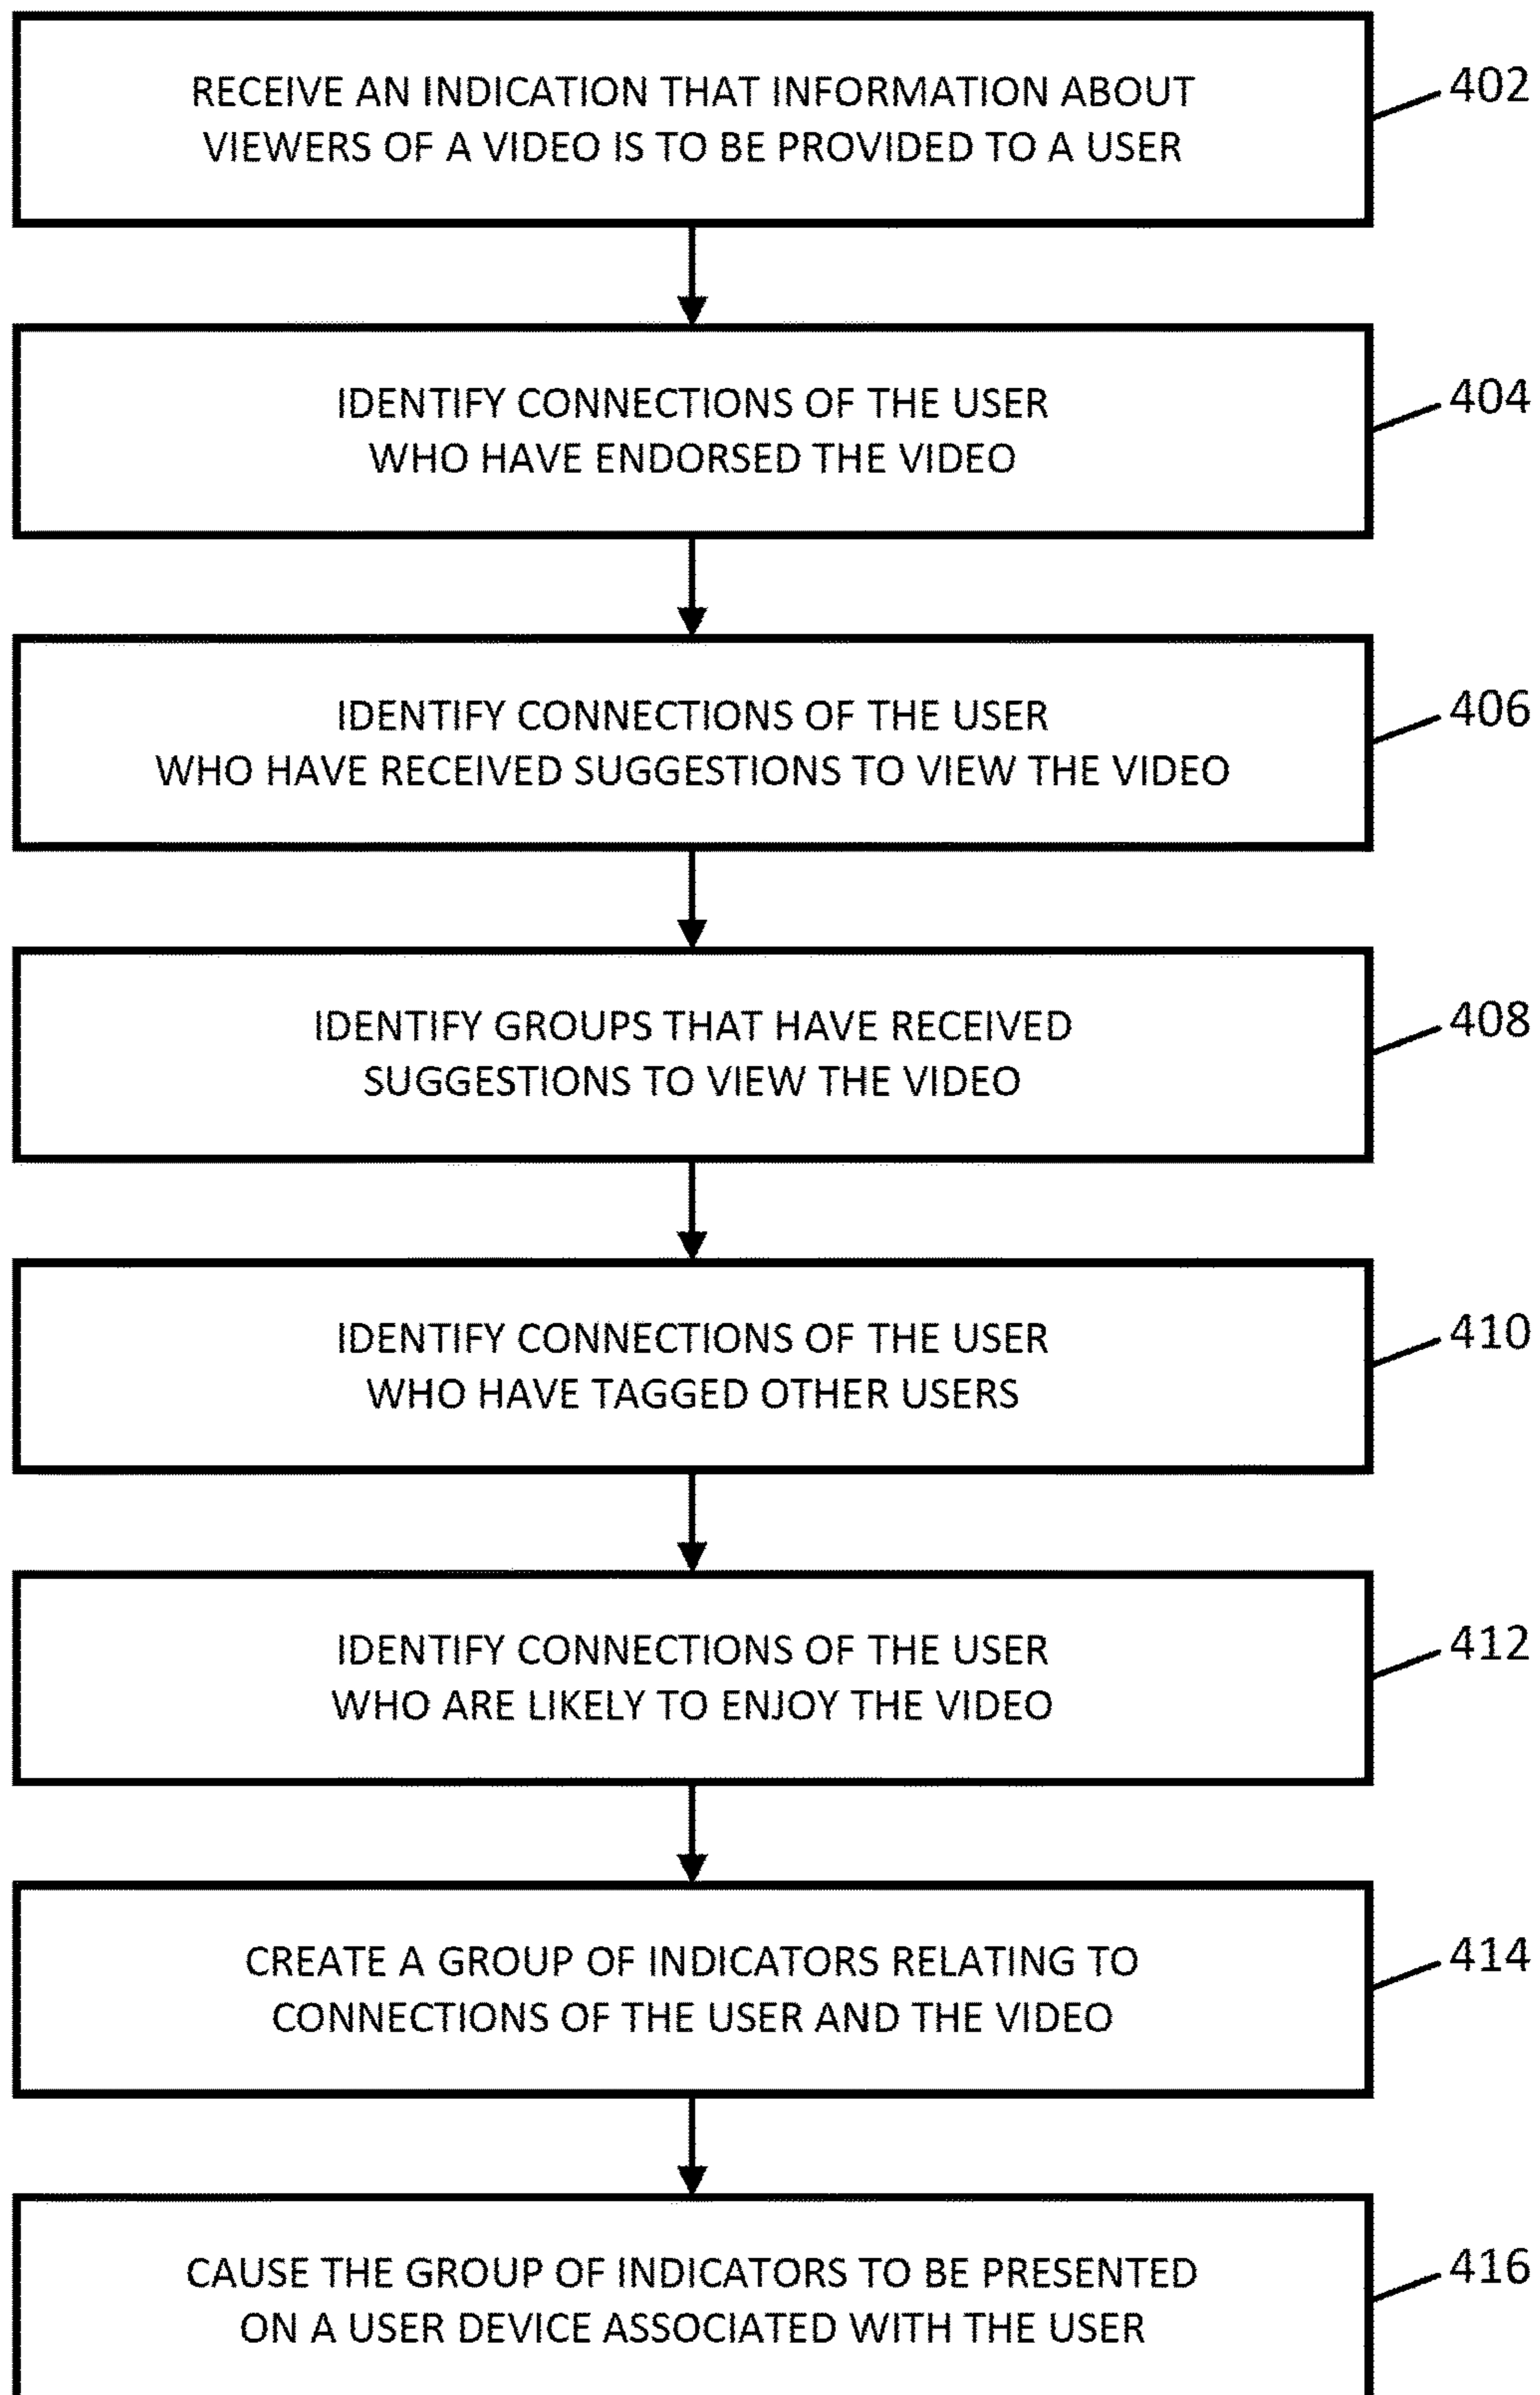 RECEIVE AN INDICATION THAT INFORMATION ABOUT
VIEWERS OF A VIDEO IS TO BE PROVIDED TO A USER
402
IDENTIFY CONNECTIONS OF THE USER
WHO HAVE ENDORSED THE VIDEO
404
IDENTIFY CONNECTIONS OF THE USER
WHO HAVE RECEIVED SUGGESTIONS TO VIEW THE VIDEO
406
IDENTIFY GROUPS THAT HAVE RECEIVED
SUGGESTIONS TO VIEW THE VIDEO
408
IDENTIFY CONNECTIONS OF THE USER
WHO HAVE TAGGED OTHER USERS
410
IDENTIFY CONNECTIONS OF THE USER
WHO ARE LIKELY TO ENJOY THE VIDEO
412
CREATE A GROUP OF INDICATORS RELATING TO
CONNECTIONS OF THE USER AND THE VIDEO
414
CAUSE THE GROUP OF INDICATORS TO BE PRESENTED
ON A USER DEVICE ASSOCIATED WITH THE USER
416